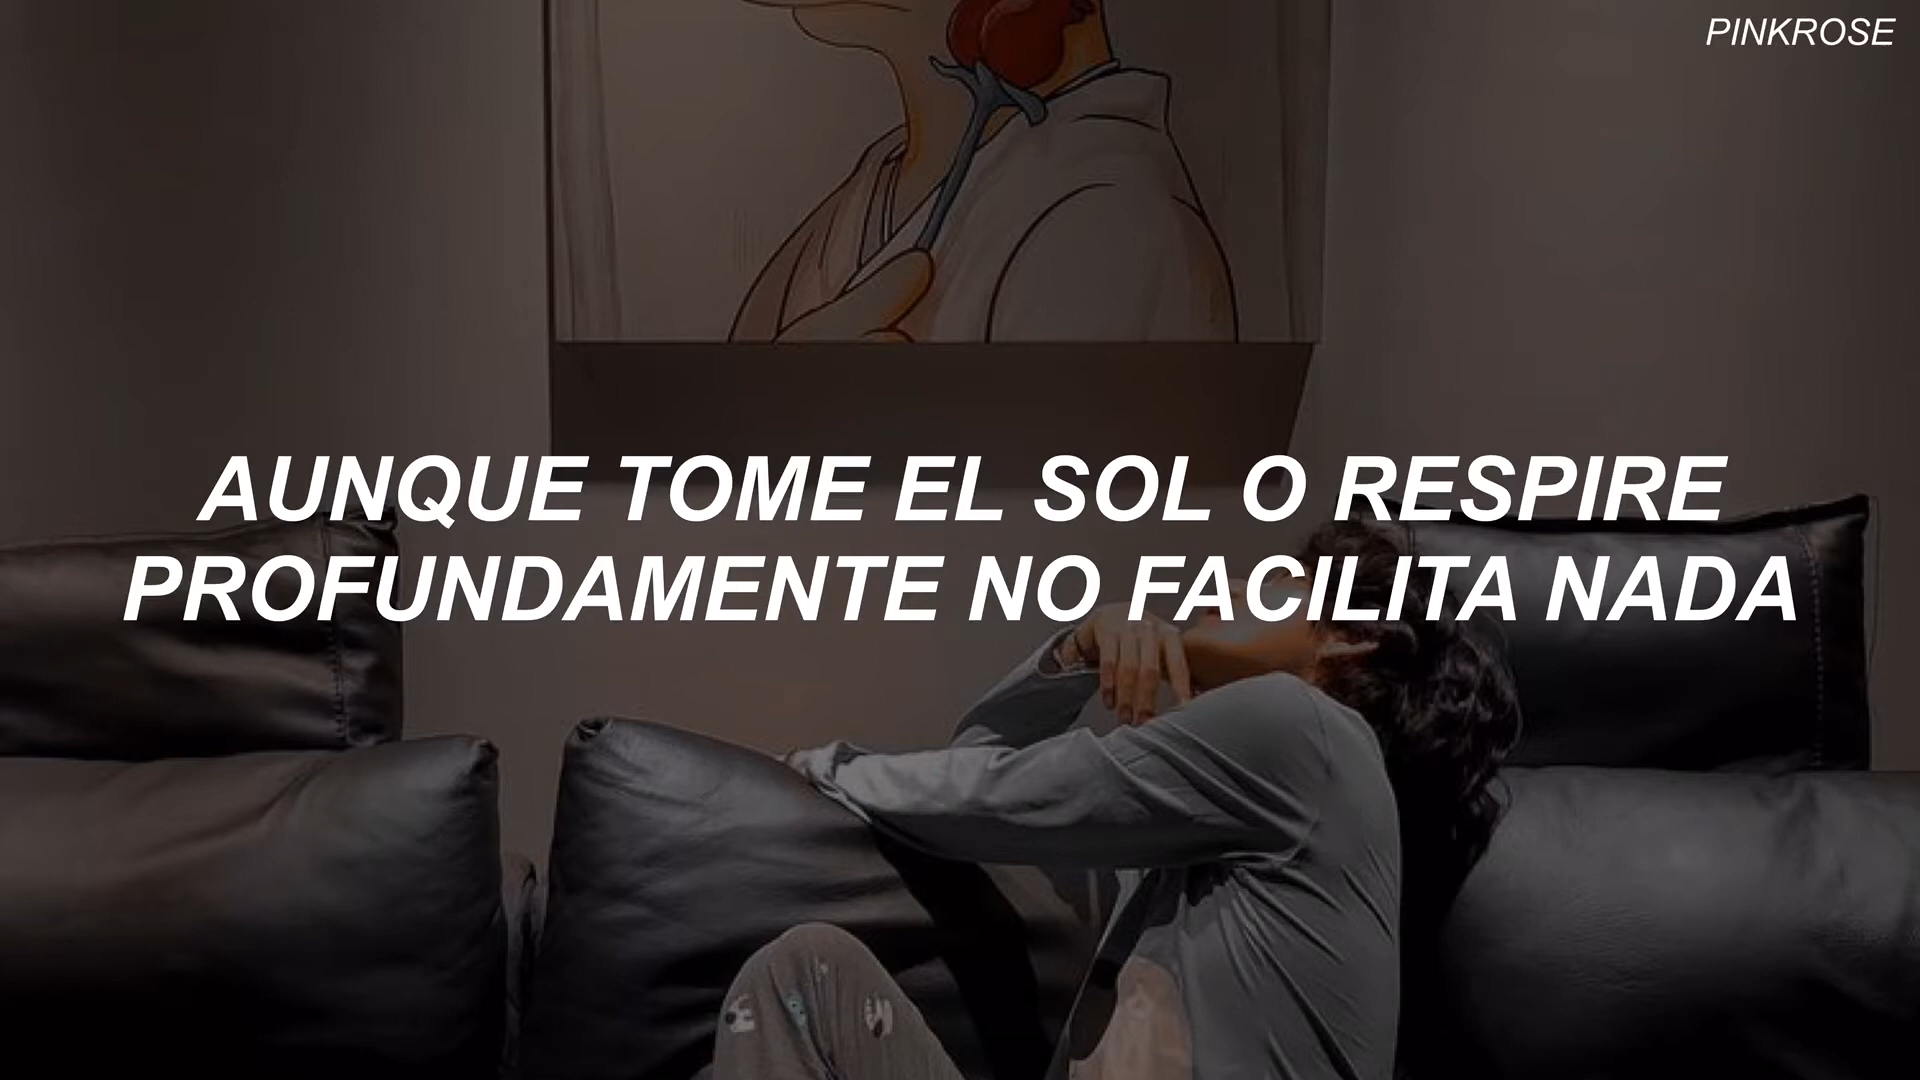 PINKROSE
AUNQUE TOME EL SOL O RESPIRE
PROFUNDAMENTE NO FACILITA NADA